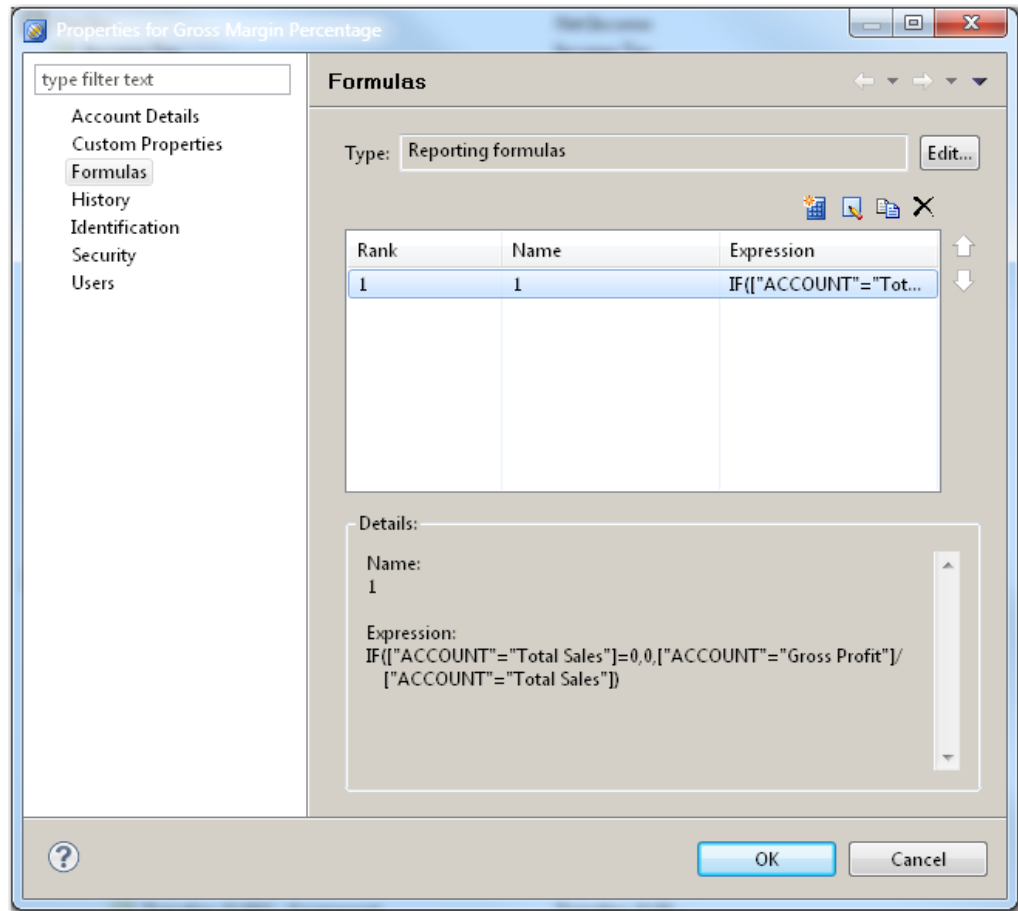 Properties for Gross Margin Percentage
type filter text
Account Details
Custom Properties
Formulas
History
Identification
Security
Users
Formulas
Type: Reporting formulas Edit...
Rank Name Expression
1 1 IF(["ACCOUNT"="Tot...
Details:
Name:
1
Expression:
IF(["ACCOUNT"="Total Sales"]=0,0,["ACCOUNT"="Gross Profit"]/
["ACCOUNT"="Total Sales"])
OK Cancel